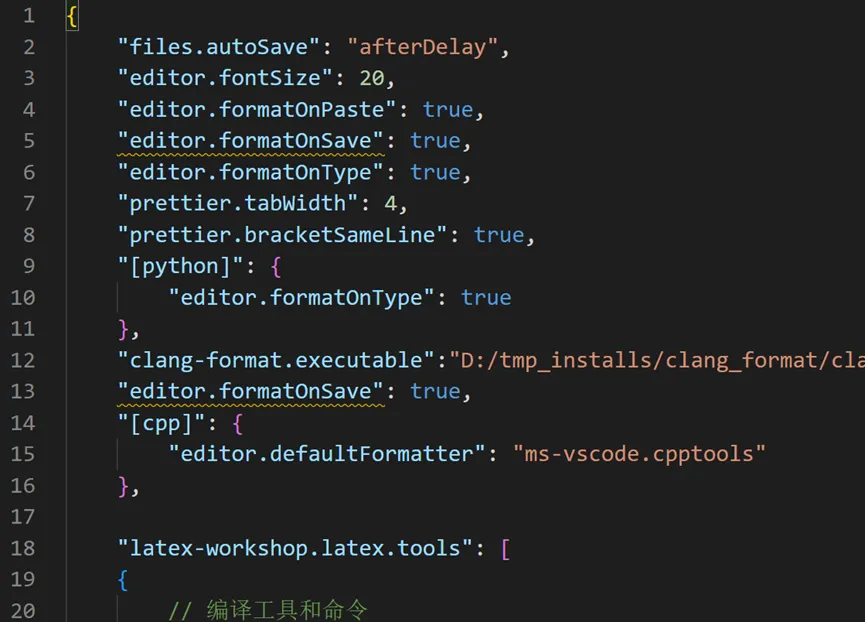 1 {
2 "files.autoSave": "afterDelay",
3 "editor.fontSize": 20,
4 "editor.formatOnPaste": true,
5 "editor.formatOnSave": true,
6 "editor.formatOnType": true,
7 "prettier.tabWidth": 4,
8 "prettier.bracketSameLine": true,
9 "[python]": {
10 "editor.formatOnType": true
11 },
12 "clang-format.executable":"D:/tmp_installs/clang_format/cla
13 "editor.formatOnSave": true,
14 "[cpp]": {
15 "editor.defaultFormatter": "ms-vscode.cpptools"
16 },
17
18 "latex-workshop.latex.tools": [
19 {
20 // 编译工具和命令